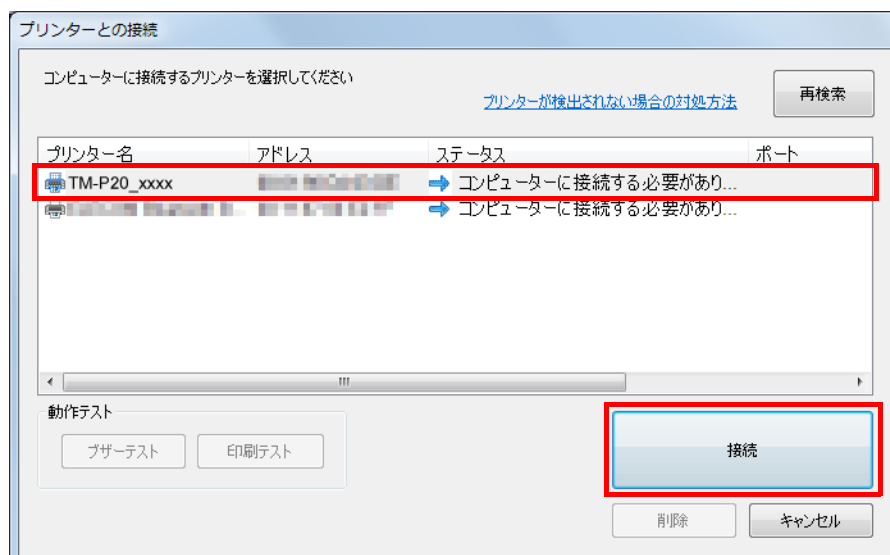 プリンターとの接続
コンピューターに接続するプリンターを選択してください
プリンターが検出されない場合の対処方法
再検索
プリンター名 アドレス ステータス ポート
TM-P20_xxxx コンピューターに接続する必要があり...
コンピューターに接続する必要があり...
動作テスト
ブザーテスト 印刷テスト
接続
削除 キャンセル